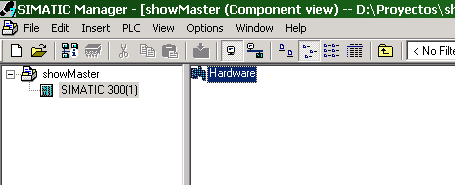 SIMATIC Manager - [showMaster (Component view) -- D:\Proyectos\s
File Edit Insert PLC View Options Window Help
< No Filte
showMaster
SIMATIC 300(1)
Hardware